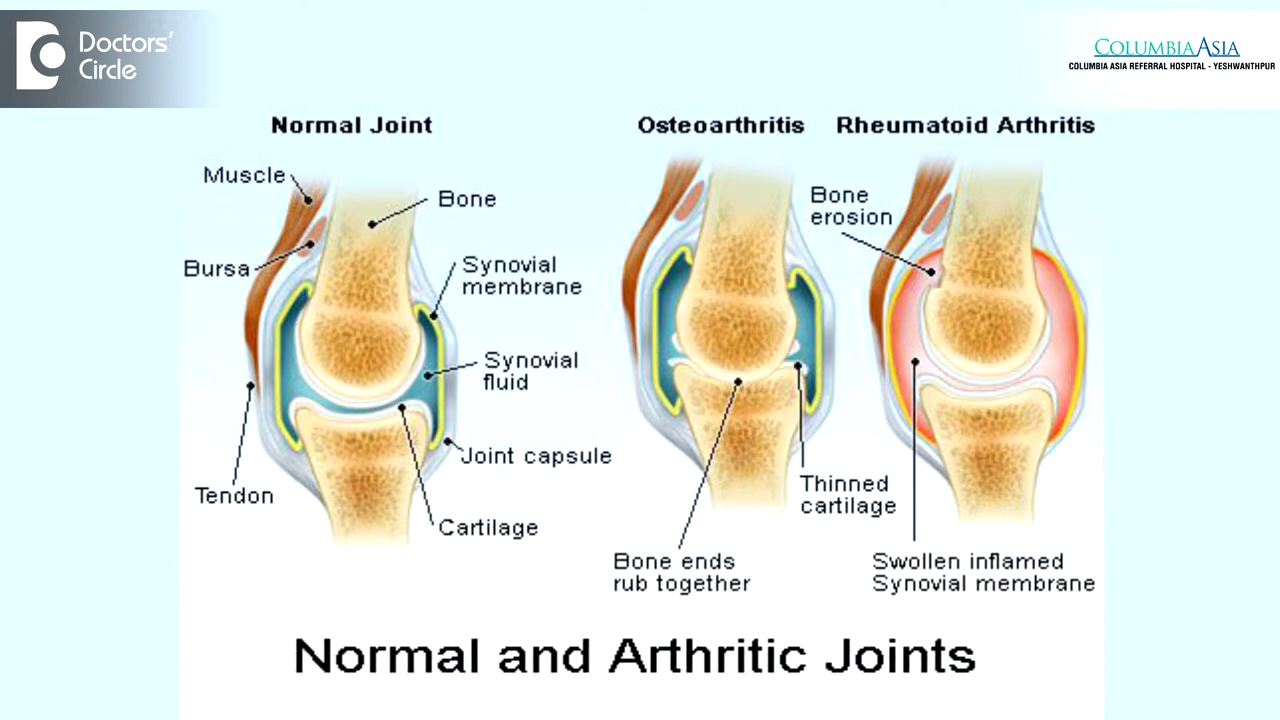 Doctors'
Circle
COLUMBIA ASIA
COLUMBIA ASIA REFERRAL HOSPITAL - YESHWANTHPUR
Normal Joint
Osteoarthritis
Rheumatoid Arthritis
Muscle
Bone
Bursa
Synovial
membrane
Synovial
fluid
Joint capsule
Tendon
Cartilage
Bone ends
rub together
Thinned
cartilage
Bone
erosion
Swollen inflamed
Synovial membrane
Normal and Arthritic Joints